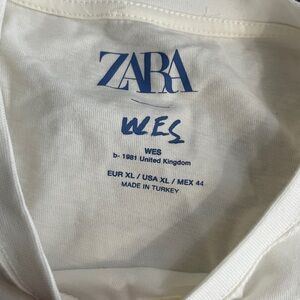 ZARA
WES
WES
b- 1981 United Kingdom
EUR XL / USA XL / MEX 44
MADE IN TURKEY